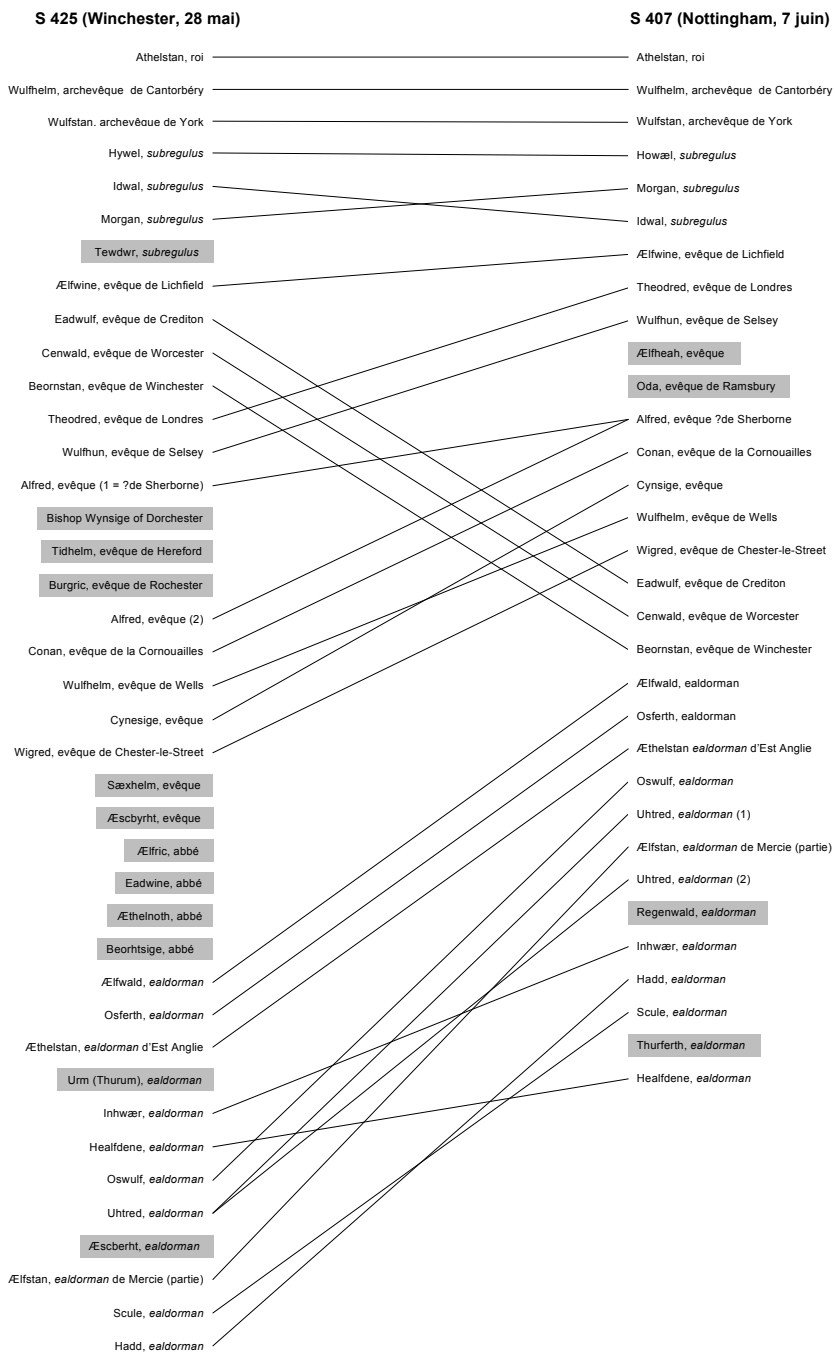 S 425 (Winchester, 28 mai)
Athelstan, roi
Wulfhelm, archevêque de Cantorbéry
Wulfstan, archevêque de York
Hywel, subregulus
Idwal, subregulus
Morgan, subregulus
Tewdwr, subregulus
Ælfwine, evêque de Lichfield
Eadwulf, evêque de Crediton
Cenwald, evêque de Worcester
Beornstan, evêque de Winchester
Theodred, evêque de Londres
Wulfhun, evêque de Selsey
Alfred, evêque (1 = ?de Sherborne)
Bishop Wynsige of Dorchester
Tidhelm, evêque de Hereford
Burgric, evêque de Rochester
Alfred, evêque (2)
Conan, evêque de la Cornouailles
Wulfhelm, evêque de Wells
Cynesige, evêque
Wigred, evêque de Chester-le-Street
Sæxhelm, evêque
Æscbyrht, evêque
Ælfric, abbé
Eadwine, abbé
Æthelnoth, abbé
Beorhtsige, abbé
Ælfwald, ealdorman
Osferth, ealdorman
Æthelstan, ealdorman d'Est Anglie
Urm (Thurum), ealdorman
Inhwær, ealdorman
Healfdene, ealdorman
Oswulf, ealdorman
Uhtred, ealdorman
Æscberht, ealdorman
Ælfstan, ealdorman de Mercie (partie)
Scule, ealdorman
Hadd, ealdorman
S 407 (Nottingham, 7 juin)
Athelstan, roi
Wulfhelm, archevêque de Cantorbéry
Wulfstan, archevêque de York
Howæl, subregulus
Morgan, subregulus
Idwal, subregulus
Ælfwine, evêque de Lichfield
Theodred, evêque de Londres
Wulfhun, evêque de Selsey
Ælfheah, evêque
Oda, evêque de Ramsbury
Alfred, evêque ?de Sherborne
Conan, evêque de la Cornouailles
Cynsige, evêque
Wulfhelm, evêque de Wells
Wigred, evêque de Chester-le-Street
Eadwulf, evêque de Crediton
Cenwald, evêque de Worcester
Beornstan, evêque de Winchester
Ælfwald, ealdorman
Osferth, ealdorman
Æthelstan ealdorman d'Est Anglie
Oswulf, ealdorman
Uhtred, ealdorman (1)
Ælfstan, ealdorman de Mercie (partie)
Uhtred, ealdorman (2)
Regenwald, ealdorman
Inhwær, ealdorman
Hadd, ealdorman
Scule, ealdorman
Thurferth, ealdorman
Healfdene, ealdorman